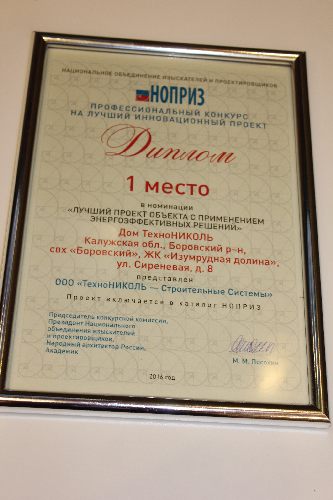 НАЦИОНАЛЬНОЕ ОБЪЕДИНЕНИЕ ИЗЫСКАТЕЛЕЙ И ПРОЕКТИРОВЩИКОВ
НОПРИЗ
ПРОФЕССИОНАЛЬНЫЙ КОНКУРС
НА ЛУЧШИЙ ИННОВАЦИОННЫЙ ПРОЕКТ
Диплом
1 место
в номинации
«ЛУЧШИЙ ПРОЕКТ ОБЪЕКТА С ПРИМЕНЕНИЕМ
ЭНЕРГОЭФФЕКТИВНЫХ РЕШЕНИЙ»
Дом ТехноНИКОЛЬ
Калужская обл., Боровский р-н,
свх «Боровский», ЖК «Изумрудная долина»,
ул. Сиреневая, д. 8
представлен
ООО «ТехноНИКОЛЬ — Строительные Системы»
Проект включается в каталог НОПРИЗ
Председатель конкурсной комиссии,
Президент Национального
объединения изыскателей
и проектировщиков,
Народный архитектор России,
Академик
М. М. Посохин
2016 год